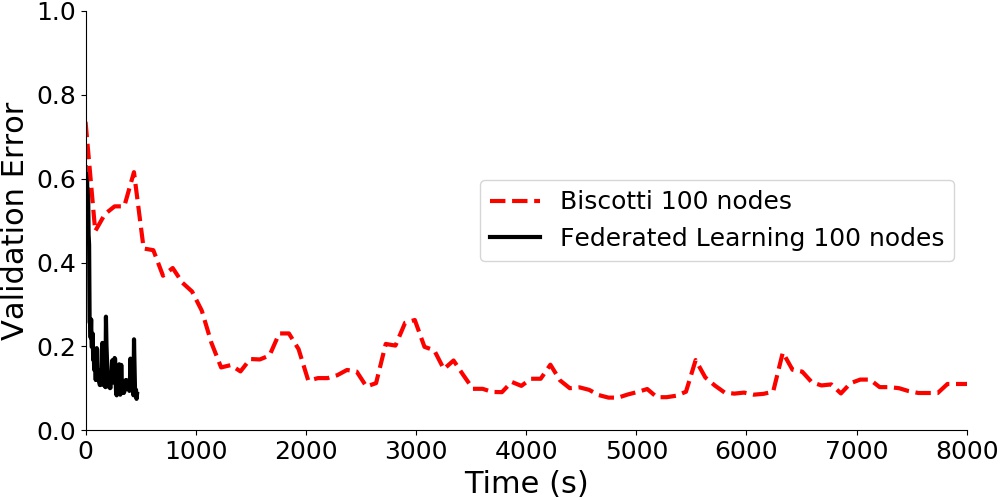 Validation Error
1.0
0.8
0.6
0.4
0.2
0.0
Biscotti 100 nodes
Federated Learning 100 nodes
0 1000 2000 3000 4000 5000 6000 7000 8000
Time (s)